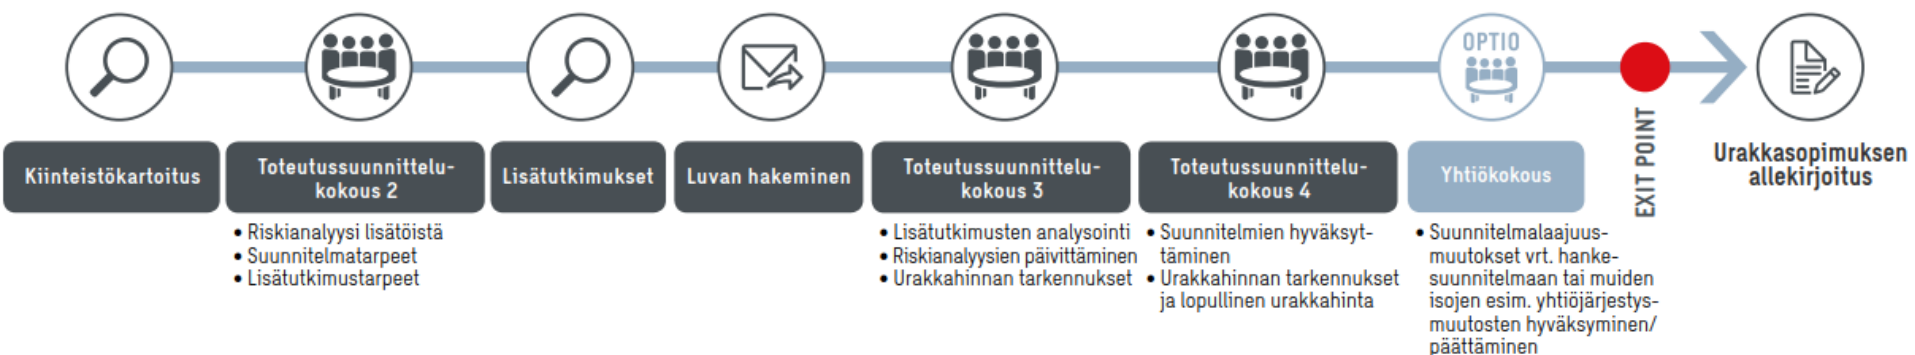 OPTIO
Kiinteistökartoitus
Toteutussuunnittelu-
kokous 2
• Riskianalyysi lisätöistä
• Suunnitelmatarpeet
• Lisätutkimustarpeet
Lisätutkimukset
Luvan hakeminen
Toteutussuunnittelu-
kokous 3
• Lisätutkimusten analysointi
• Riskianalyysien päivittäminen
• Urakkahinnan tarkennukset
Toteutussuunnittelu-
kokous 4
• Suunnitelmien hyväksyt-
täminen
• Urakkahinnan tarkennukset
ja lopullinen urakkahinta
Yhtiökokous
• Suunnitelmalaajuus-
muutokset vrt. hanke-
suunnitelmaan tai muiden
isojen esim. yhtiöjärjestys-
muutosten hyväksyminen/
päättäminen
EXIT POINT
Urakkasopimuksen
allekirjoitus